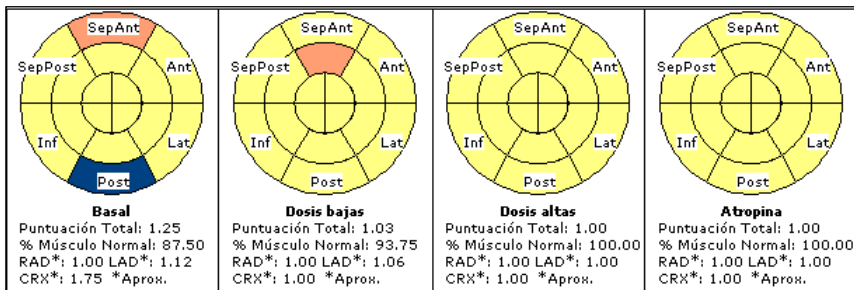 SepAnt
SepPost Ant
Inf Lat
Post
Basal
Puntuación Total: 1.25
% Músculo Normal: 87.50
RAD*: 1.00 LAD*: 1.12
CRX*: 1.75 *Aprox.
SepAnt
SepPost Ant
Inf Lat
Post
Dosis bajas
Puntuación Total: 1.03
% Músculo Normal: 93.75
RAD*: 1.00 LAD*: 1.06
CRX*: 1.00 *Aprox.
SepAnt
SepPost Ant
Inf Lat
Post
Dosis altas
Puntuación Total: 1.00
% Músculo Normal: 100.00
RAD*: 1.00 LAD*: 1.00
CRX*: 1.00 *Aprox.
SepAnt
SepPost Ant
Inf Lat
Post
Atropina
Puntuación Total: 1.00
% Músculo Normal: 100.00
RAD*: 1.00 LAD*: 1.00
CRX*: 1.00 *Aprox.